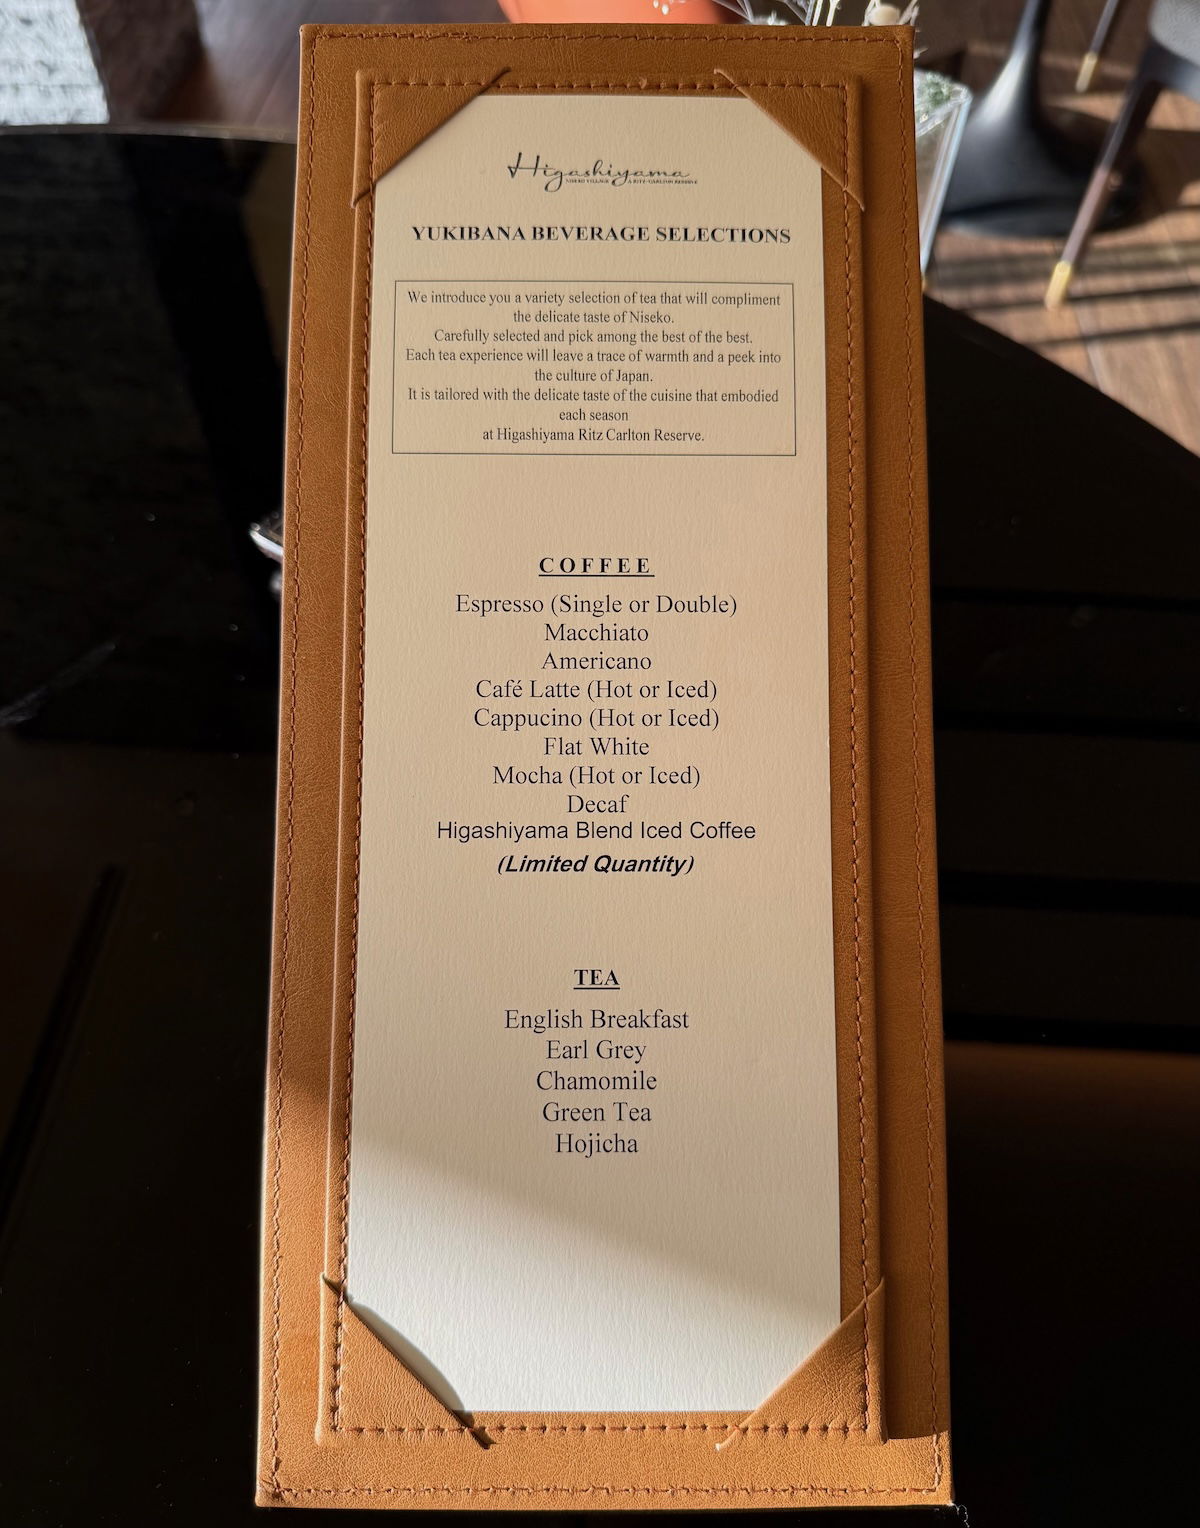 Higashiyama
NISEKO VILLAGE A RITZ-CARLTON RESERVE
YUKIBANA BEVERAGE SELECTIONS
We introduce you a variety selection of tea that will compliment
the delicate taste of Niseko.
Carefully selected and pick among the best of the best.
Each tea experience will leave a trace of warmth and a peek into
the culture of Japan.
It is tailored with the delicate taste of the cuisine that embodied
each season
at Higashiyama Ritz Carlton Reserve.
COFFEE
Espresso (Single or Double)
Macchiato
Americano
Café Latte (Hot or Iced)
Cappucino (Hot or Iced)
Flat White
Mocha (Hot or Iced)
Decaf
Higashiyama Blend Iced Coffee
(Limited Quantity)
TEA
English Breakfast
Earl Grey
Chamomile
Green Tea
Hojicha